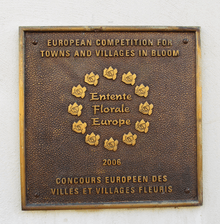 EUROPEAN COMPETITION FOR
TOWNS AND VILLAGES IN BLOOM
Entente
Florale
Europe
2006
CONCOURS EUROPEEN DES
VILLES ET VILLAGES FLEURIS